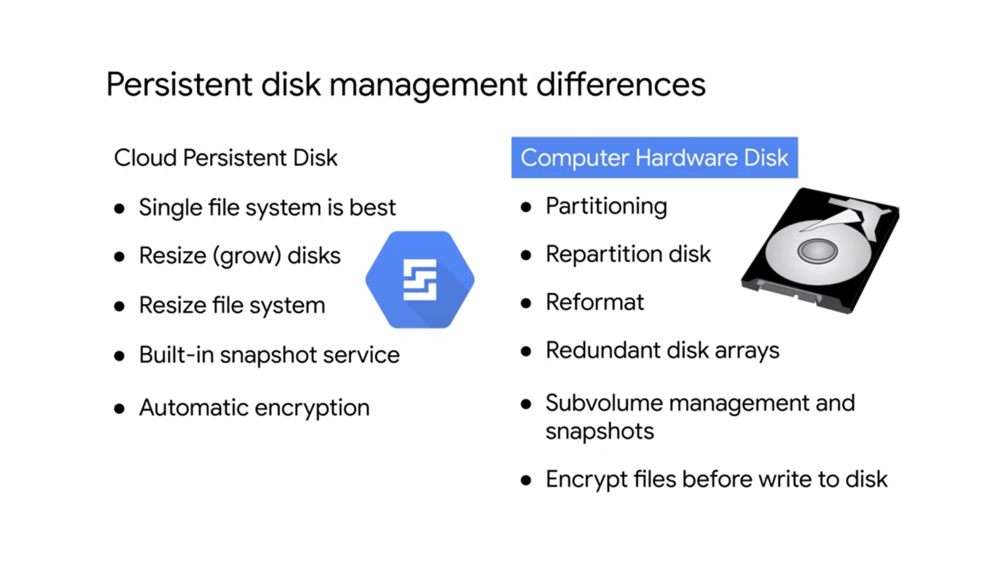 Persistent disk management differences
Cloud Persistent Disk
● Single file system is best
● Resize (grow) disks
● Resize file system
● Built-in snapshot service
● Automatic encryption
Computer Hardware Disk
● Partitioning
● Repartition disk
● Reformat
● Redundant disk arrays
● Subvolume management and
snapshots
● Encrypt files before write to disk